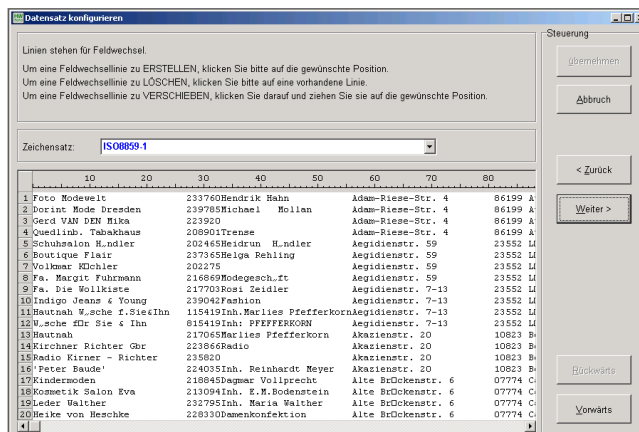 Datensatz konfigurieren
Linien stehen für Feldwechsel.
Um eine Feldwechsellinie zu ERSTELLEN, klicken Sie bitte auf die gewünschte Position.
Um eine Feldwechsellinie zu LÖSCHEN, klicken Sie bitte auf eine vorhandene Linie.
Um eine Feldwechsellinie zu VERSCHIEBEN, klicken Sie darauf und ziehen Sie sie auf die gewünschte Position.
Zeichensatz: ISO8859-1
10 20 30 40 50 60 70 80
1 Foto Modewelt 233760Hendrik Hahn Adam-Riese-Str. 4 86199
2 Dorint Mode Dresden 239785Michael Mollan Adam-Riese-Str. 4 86199
3 Gerd VAN DEN Mika 223920 Adam-Riese-Str. 4 86199
4 Quedlinb. Tabakhaus 208901Trense Adam-Riese-Str. 4 86199
5 Schuhsalon H„ndler 202465Heidrun H„ndler Aegidienstr. 59 23552
6 Boutique Flair 237365Helga Rehling Aegidienstr. 59 23552
7 Volkmar K□chler 202275 Aegidienstr. 59 23552
8 Fa. Margit Fuhrmann 216869Modegesch„ft Aegidienstr. 59 23552
9 Fa. Die Wollkiste 217703Rosi Zeidler Aegidienstr. 7-13 23552
10 Indigo Jeans & Young 239042Fashion Aegidienstr. 7-13 23552
11 Hautnah W„sche f.Sie&Ihn 115419Inh.Marlies PfefferkornAegidienstr. 7-13 23552
12 W„sche f□r Sie & Ihn 815419Inh: PFEFFERKORN Aegidienstr. 7-13 23552
13 Hautnah 217065Marlies Pfefferkorn Akazienstr. 20 10823
14 Kirchner Richter Gbr 223866Radio Akazienstr. 20 10823
15 Radio Kirner - Richter 235820 Akazienstr. 20 10823
16 'Peter Baude' 224035Inh. Reinhardt Meyer Akazienstr. 20 10823
17 Kindermoden 218845Dagmar Vollprecht Alte Br□ckenstr. 6 07774
18 Kosmetik Salon Eva 213094Inh. E.M.Bodenstein Alte Br□ckenstr. 6 07774
19 Leder Walther 232795Inh. Maria Walther Alte Br□ckenstr. 6 07774
20 Heike von Heschke 228330Damenkonfektion Alte Br□ckenstr. 6 07774
Steuerung
übernehmen
Abbruch
< Zurück
Weiter >
Rückwärts
Vorwärts